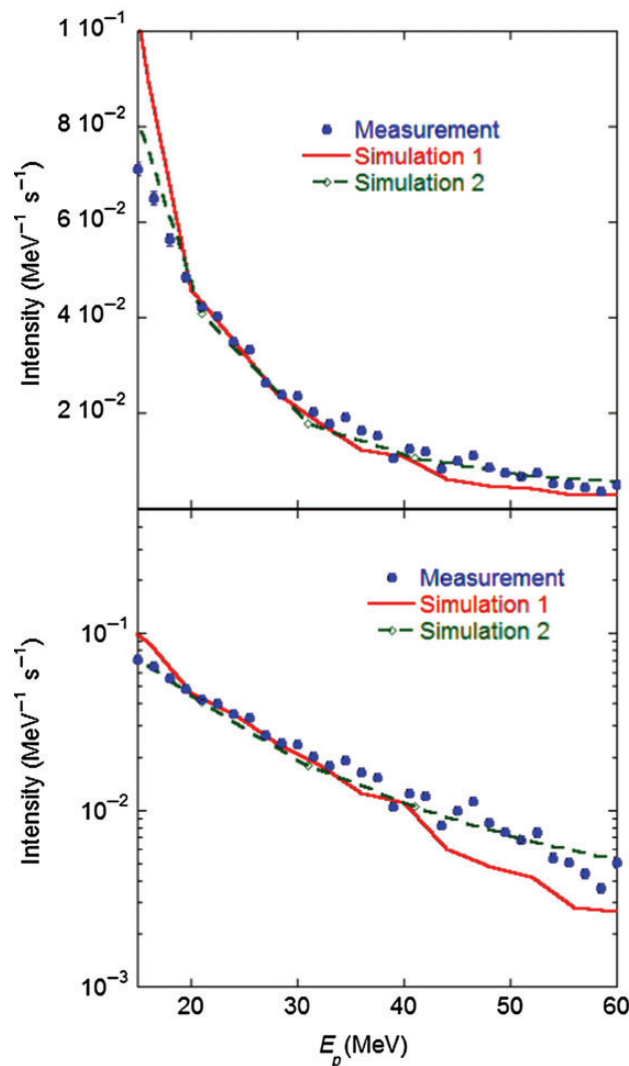 1 10⁻¹
8 10⁻²
6 10⁻²
4 10⁻²
2 10⁻²
Intensity (MeV⁻¹ s⁻¹)
Measurement
Simulation 1
Simulation 2
10⁻¹
10⁻²
10⁻³
Intensity (MeV⁻¹ s⁻¹)
Measurement
Simulation 1
Simulation 2
20 30 40 50 60
Eₚ (MeV)